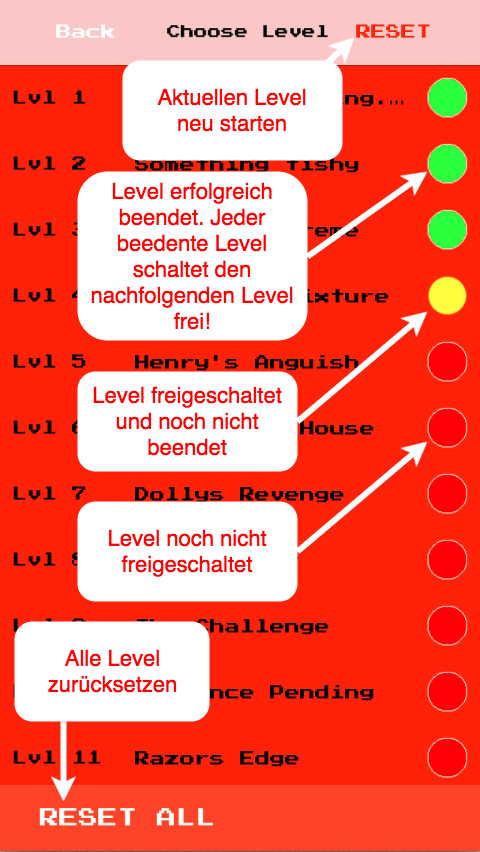 Back Choose Level RESET
Aktuellen Level
neu starten
Lvl 1
Lvl 2 Something fishy
Level erfolgreich
beendet. Jeder
beedente Level
schaltet den
nachfolgenden Level
frei!
Lvl
Lvl
Lvl 5 Henry's Anguish
Level freigeschaltet
und noch nicht
beendet
Lvl House
Lvl 7 Dollys Revenge
Level noch nicht
freigeschaltet
Lvl
Challenge
Alle Level
zurücksetzen
Pending
Lvl 11 Razors Edge
RESET ALL